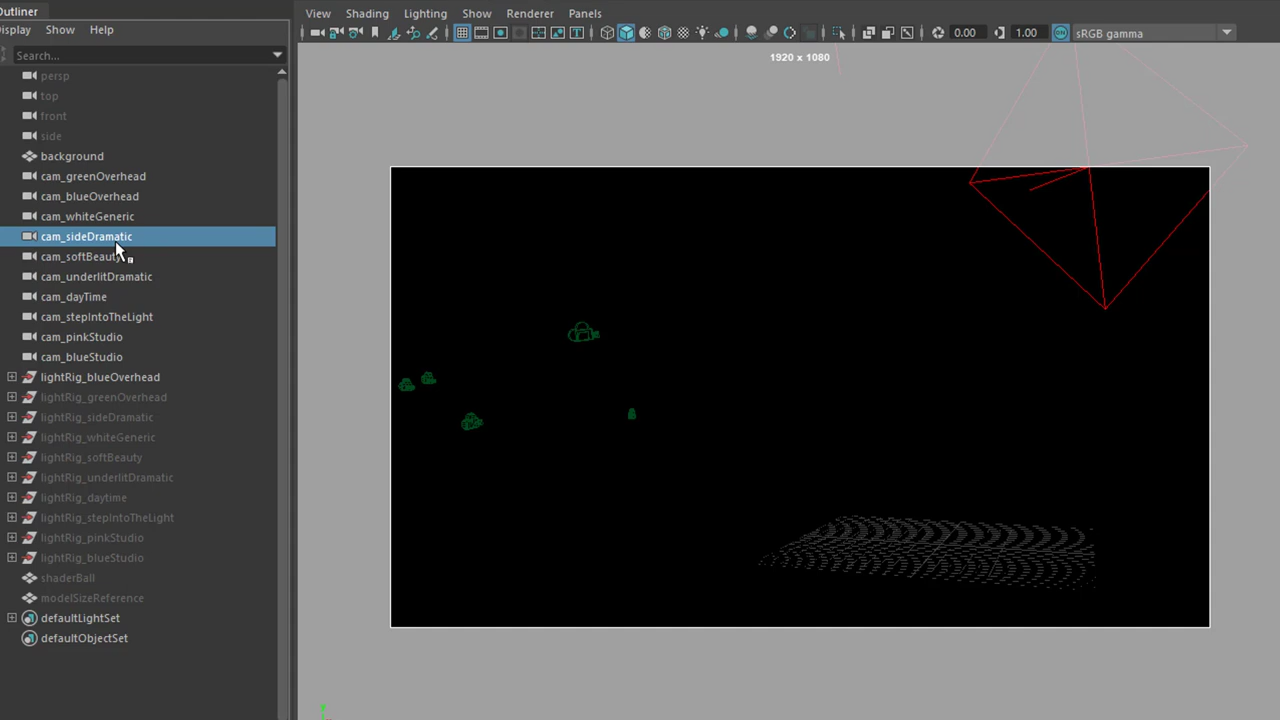 Outliner
Display Show Help
Search...
persp
top
front
side
background
cam_greenOverhead
cam_blueOverhead
cam_whiteGeneric
cam_sideDramatic
cam_softBeauty
cam_underlitDramatic
cam_dayTime
cam_stepIntoTheLight
cam_pinkStudio
cam_blueStudio
lightRig_blueOverhead
lightRig_greenOverhead
lightRig_sideDramatic
lightRig_whiteGeneric
lightRig_softBeauty
lightRig_underlitDramatic
lightRig_daytime
lightRig_stepIntoTheLight
lightRig_pinkStudio
lightRig_blueStudio
shaderBall
modelSizeReference
defaultLightSet
defaultObjectSet
View Shading Lighting Show Renderer Panels
0.00 1.00 ON sRGB gamma
1920 x 1080